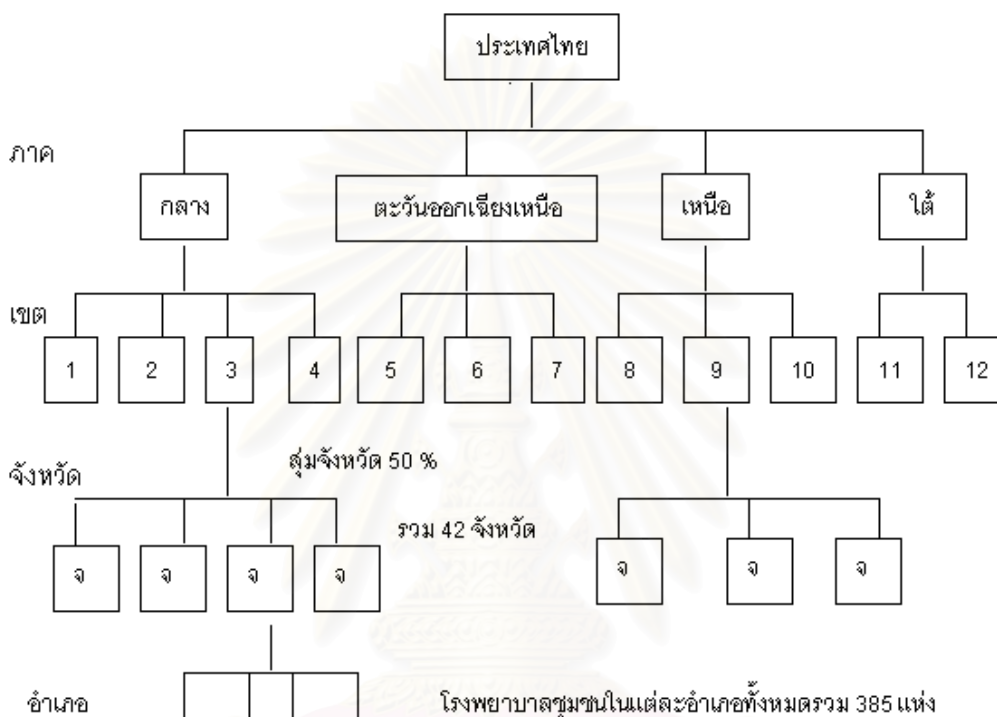 ประเทศไทย
ภาค
กลาง ตะวันออกเฉียงเหนือ เหนือ ใต้
เขต
1 2 3 4 5 6 7 8 9 10 11 12
สุ่มจังหวัด 50 %
จังหวัด
รวม 42 จังหวัด
จ จ จ จ จ จ จ
อำเภอ โรงพยาบาลชุมชนในแต่ละอำเภอทั้งหมดรวม 385 แห่ง